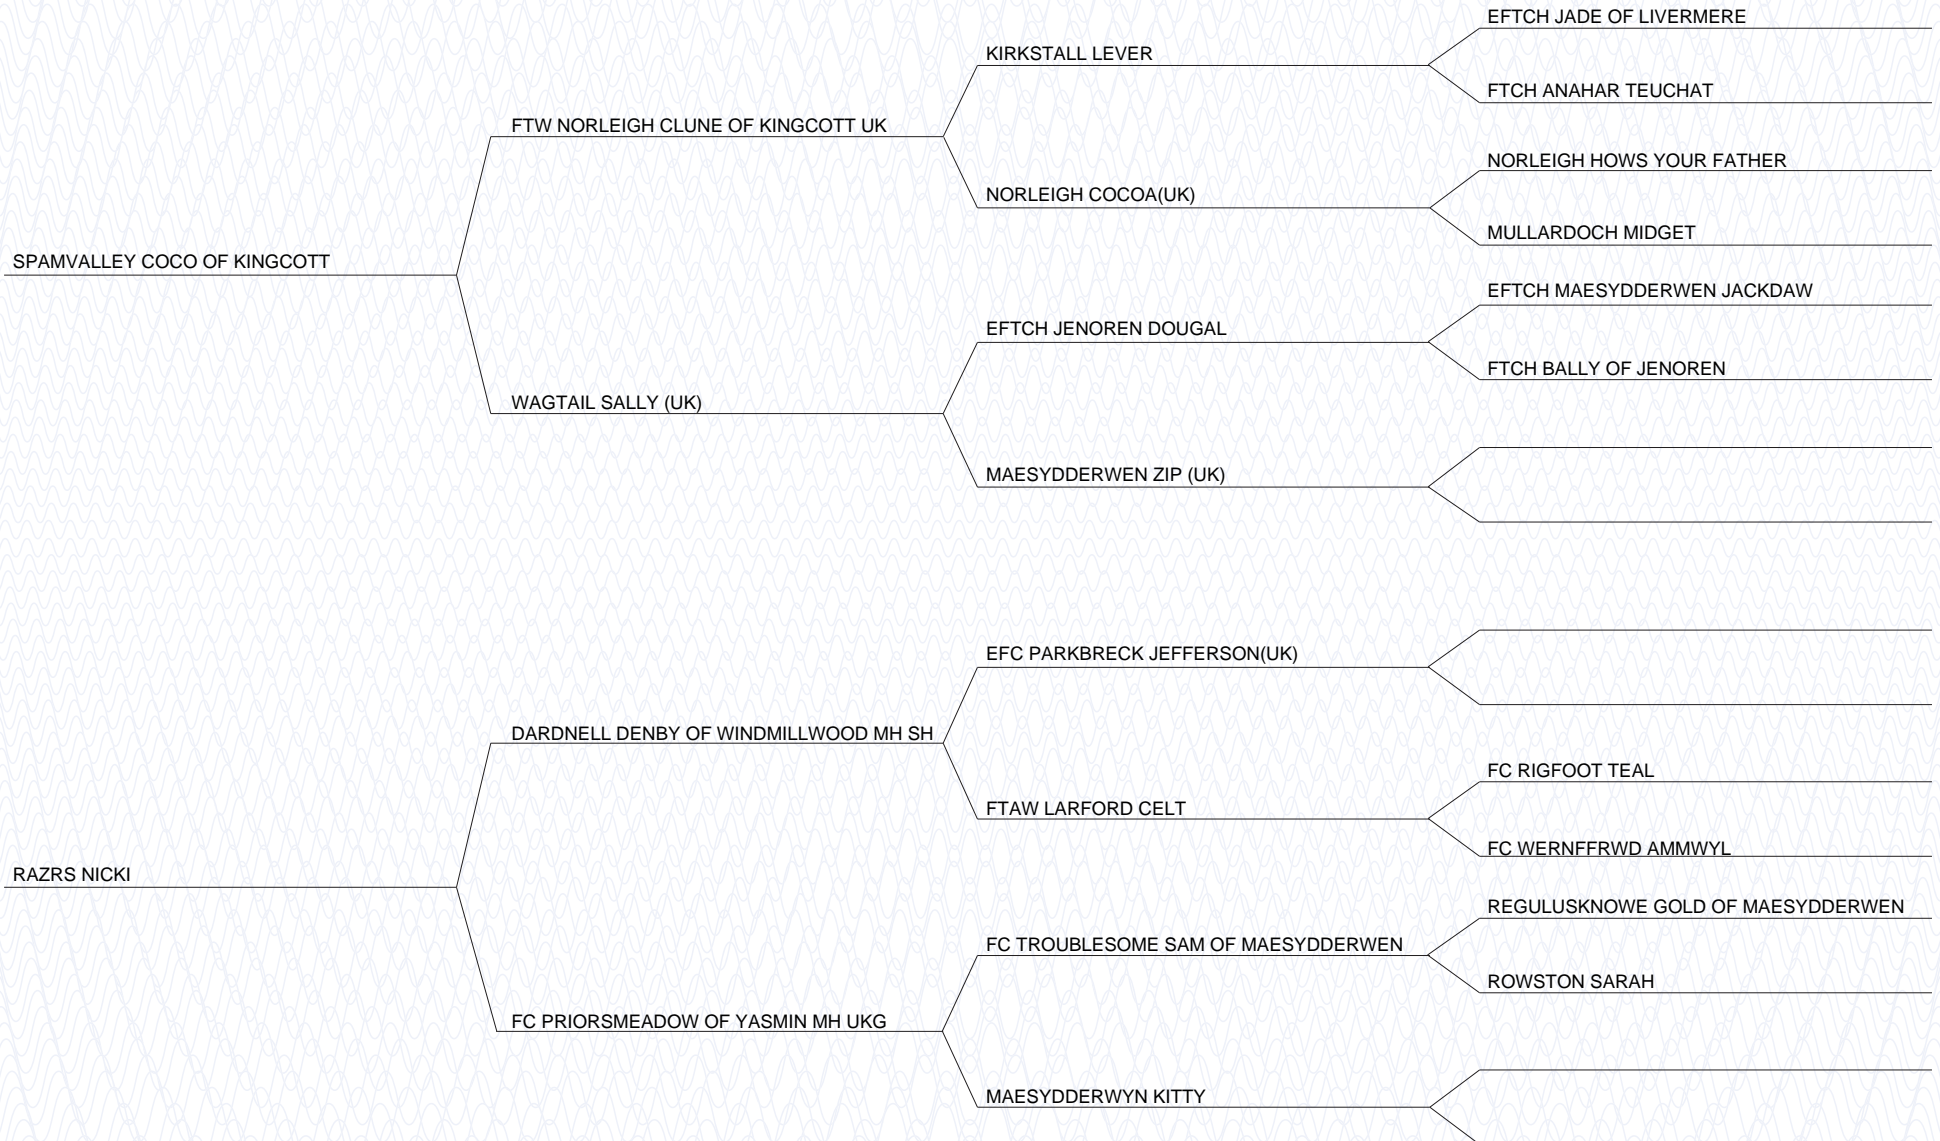 EFTCH JADE OF LIVERMERE
KIRKSTALL LEVER
FTCH ANAHAR TEUCHAT
FTW NORLEIGH CLUNE OF KINGCOTT UK
NORLEIGH HOWS YOUR FATHER
NORLEIGH COCOA(UK)
MULLARDOCH MIDGET
SPAMVALLEY COCO OF KINGCOTT
EFTCH MAESYDDERWEN JACKDAW
EFTCH JENOREN DOUGAL
FTCH BALLY OF JENOREN
WAGTAIL SALLY (UK)
MAESYDDERWEN ZIP (UK)
EFC PARKBRECK JEFFERSON(UK)
DARDNELL DENBY OF WINDMILLWOOD MH SH
FC RIGFOOT TEAL
FTAW LARFORD CELT
FC WERNFFRWD AMMWYL
RAZRS NICKI
REGULUSKNOWE GOLD OF MAESYDDERWEN
FC TROUBLESOME SAM OF MAESYDDERWEN
ROWSTON SARAH
FC PRIORSMEADOW OF YASMIN MH UKG
MAESYDDERWYN KITTY